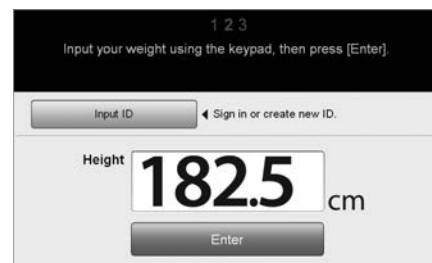 1 2 3
Input your weight using the keypad, then press [Enter].
Input ID ◀ Sign in or create new ID.
Height 182.5 cm
Enter